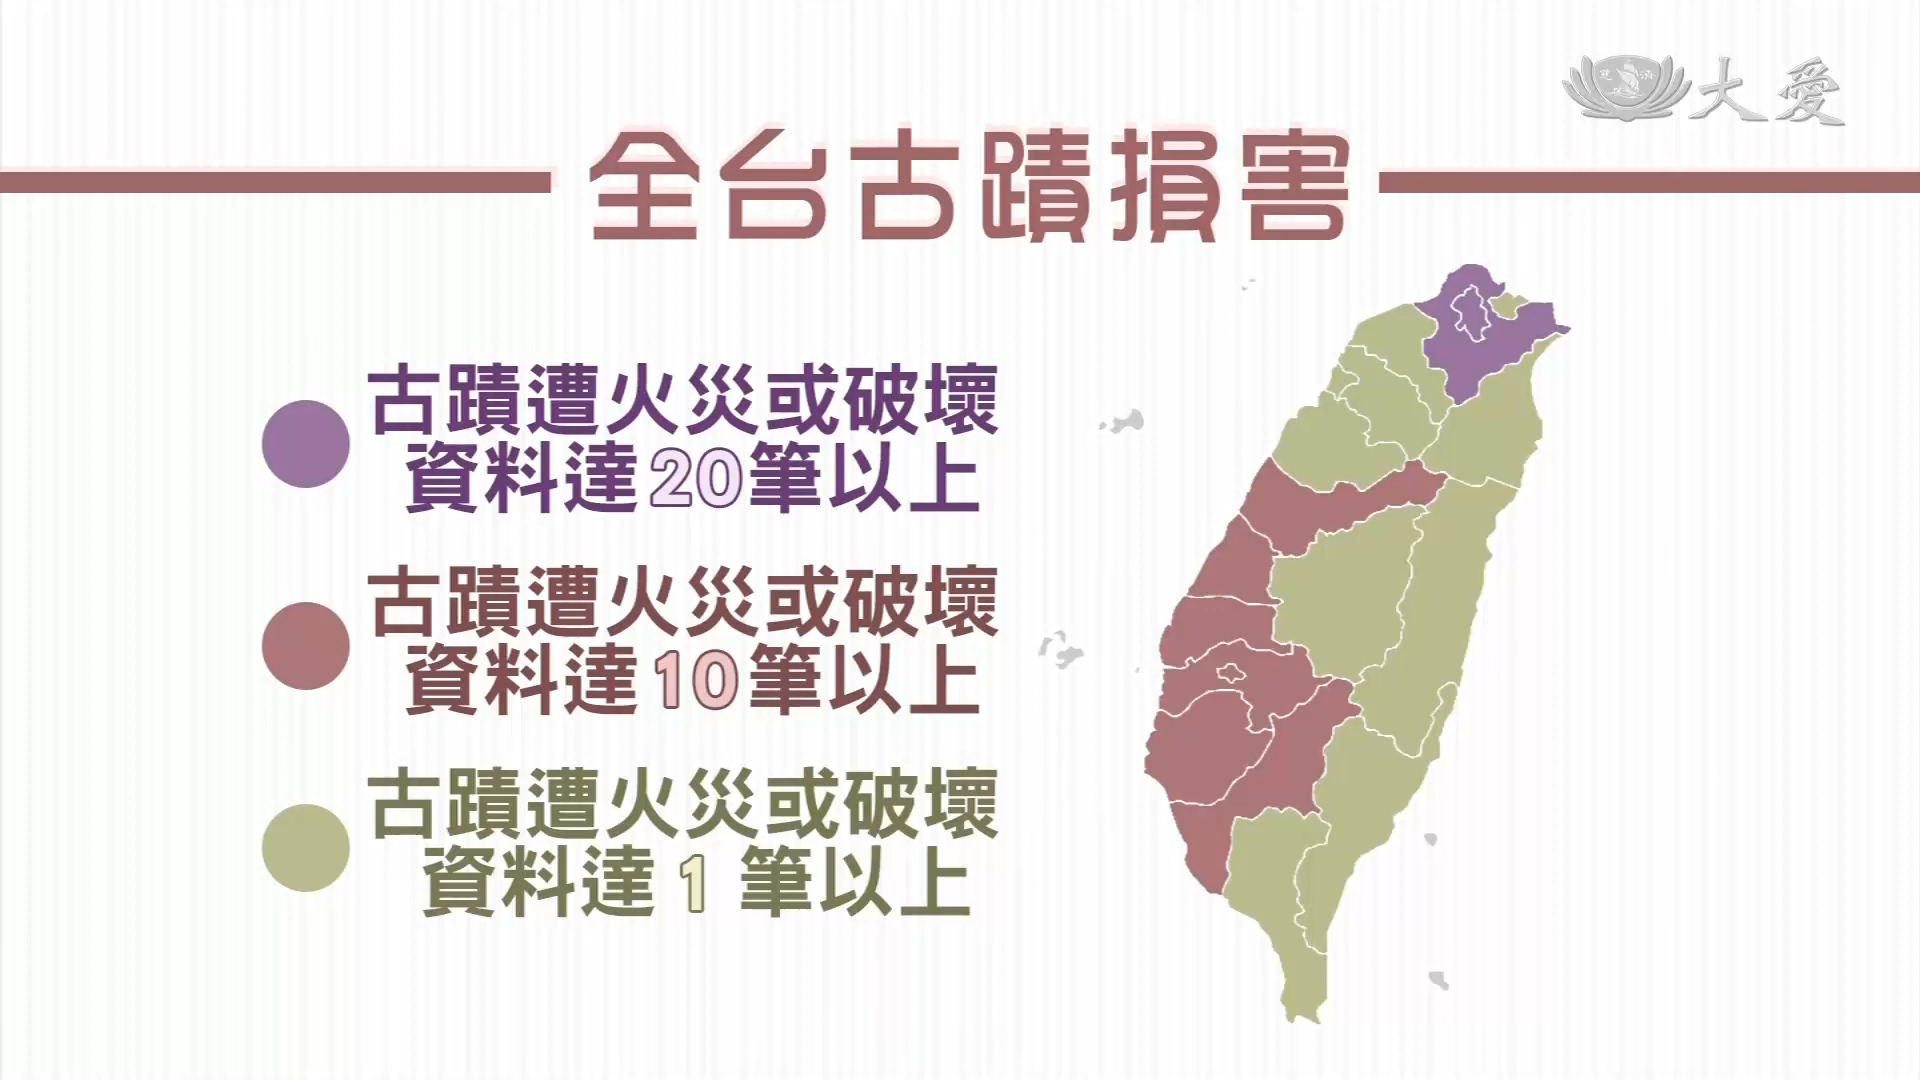 大愛
全台古蹟損害
古蹟遭火災或破壞
資料達20筆以上
古蹟遭火災或破壞
資料達10筆以上
古蹟遭火災或破壞
資料達1筆以上